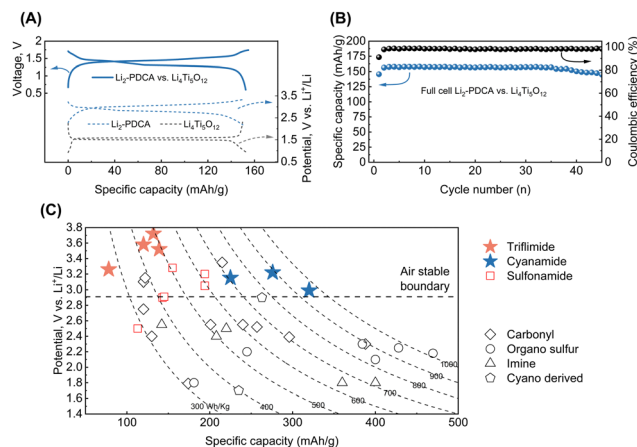 (A)
Voltage, V
2
1.5
1
0.5
Li2-PDCA vs. Li4Ti5O12
Li2-PDCA
Li4Ti5O12
3.5
2.5
1.5
0.5
Potential, V vs. Li+/Li
0 40 80 120 160
Specific capacity (mAh/g)
(B)
Specific capacity (mAh/g)
200
175
150
125
100
75
50
25
0
Full cell Li2-PDCA vs. Li4Ti5O12
100
80
60
40
20
0
Coulombic efficiency (%)
0 10 20 30 40
Cycle number (n)
(C)
Potential, V vs. Li+/Li
3.8
3.6
3.4
3.2
3.0
2.8
2.6
2.4
2.2
2.0
1.8
1.6
1.4
Air stable
boundary
300 Wh/Kg
400
500
600
700
800
900
1000
100 200 300 400 500
Specific capacity (mAh/g)
Triflimide
Cyanamide
Sulfonamide
Carbonyl
Organo sulfur
Imine
Cyano derived